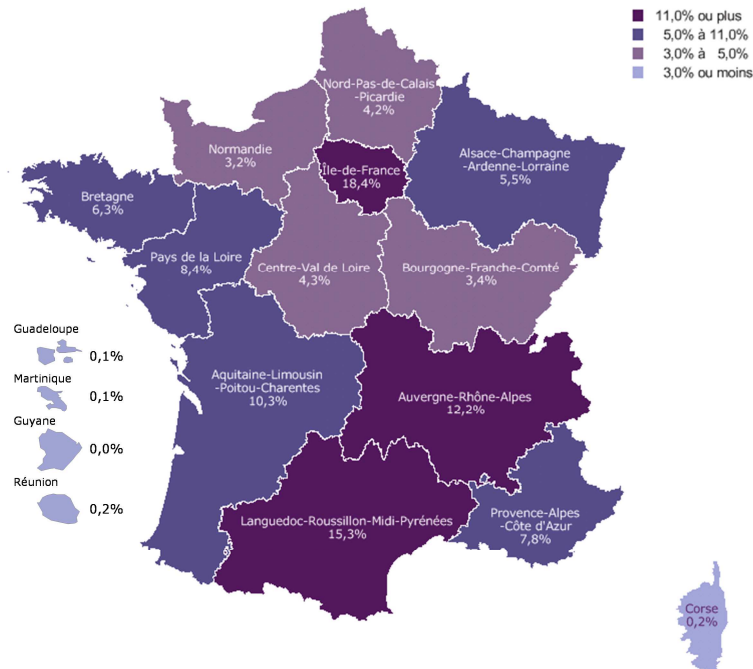 11,0% ou plus
5,0% à 11,0%
3,0% à 5,0%
3,0% ou moins
Nord-Pas-de-Calais
-Picardie
4,2%
Normandie
3,2%
Île-de-France
18,4%
Alsace-Champagne
-Ardenne-Lorraine
5,5%
Bretagne
6,3%
Pays de la Loire
8,4%
Centre-Val de Loire
4,3%
Bourgogne-Franche-Comté
3,4%
Guadeloupe
0,1%
Martinique
0,1%
Guyane
0,0%
Réunion
0,2%
Aquitaine-Limousin
-Poitou-Charentes
10,3%
Auvergne-Rhône-Alpes
12,2%
Languedoc-Roussillon-Midi-Pyrénées
15,3%
Provence-Alpes
-Côte d'Azur
7,8%
Corse
0,2%